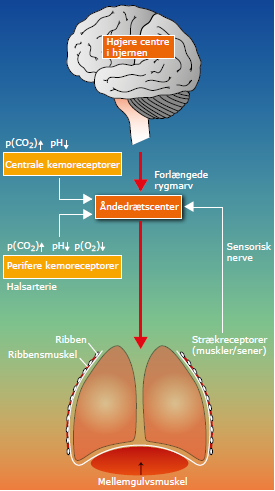 Højere centre
i hjernen
p(CO₂)↑ pH↓
Centrale kemoreceptorer
Forlængede
rygmarv
Åndedrætscenter
p(CO₂)↑ pH↓ p(O₂)↓
Perifere kemoreceptorer
Halsarterie
Sensorisk
nerve
Strækreceptorer
(muskler/sener)
Ribben
Ribbensmuskel
Mellemgulvsmuskel